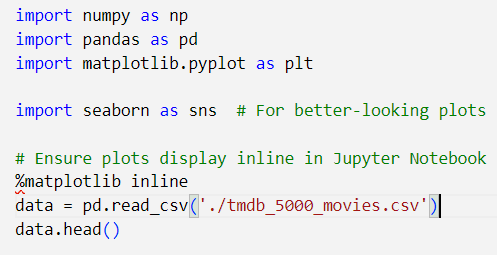 import numpy as np
import pandas as pd
import matplotlib.pyplot as plt
import seaborn as sns  # For better-looking plots
# Ensure plots display inline in Jupyter Notebook
%matplotlib inline
data = pd.read_csv('./tmdb_5000_movies.csv')
data.head()